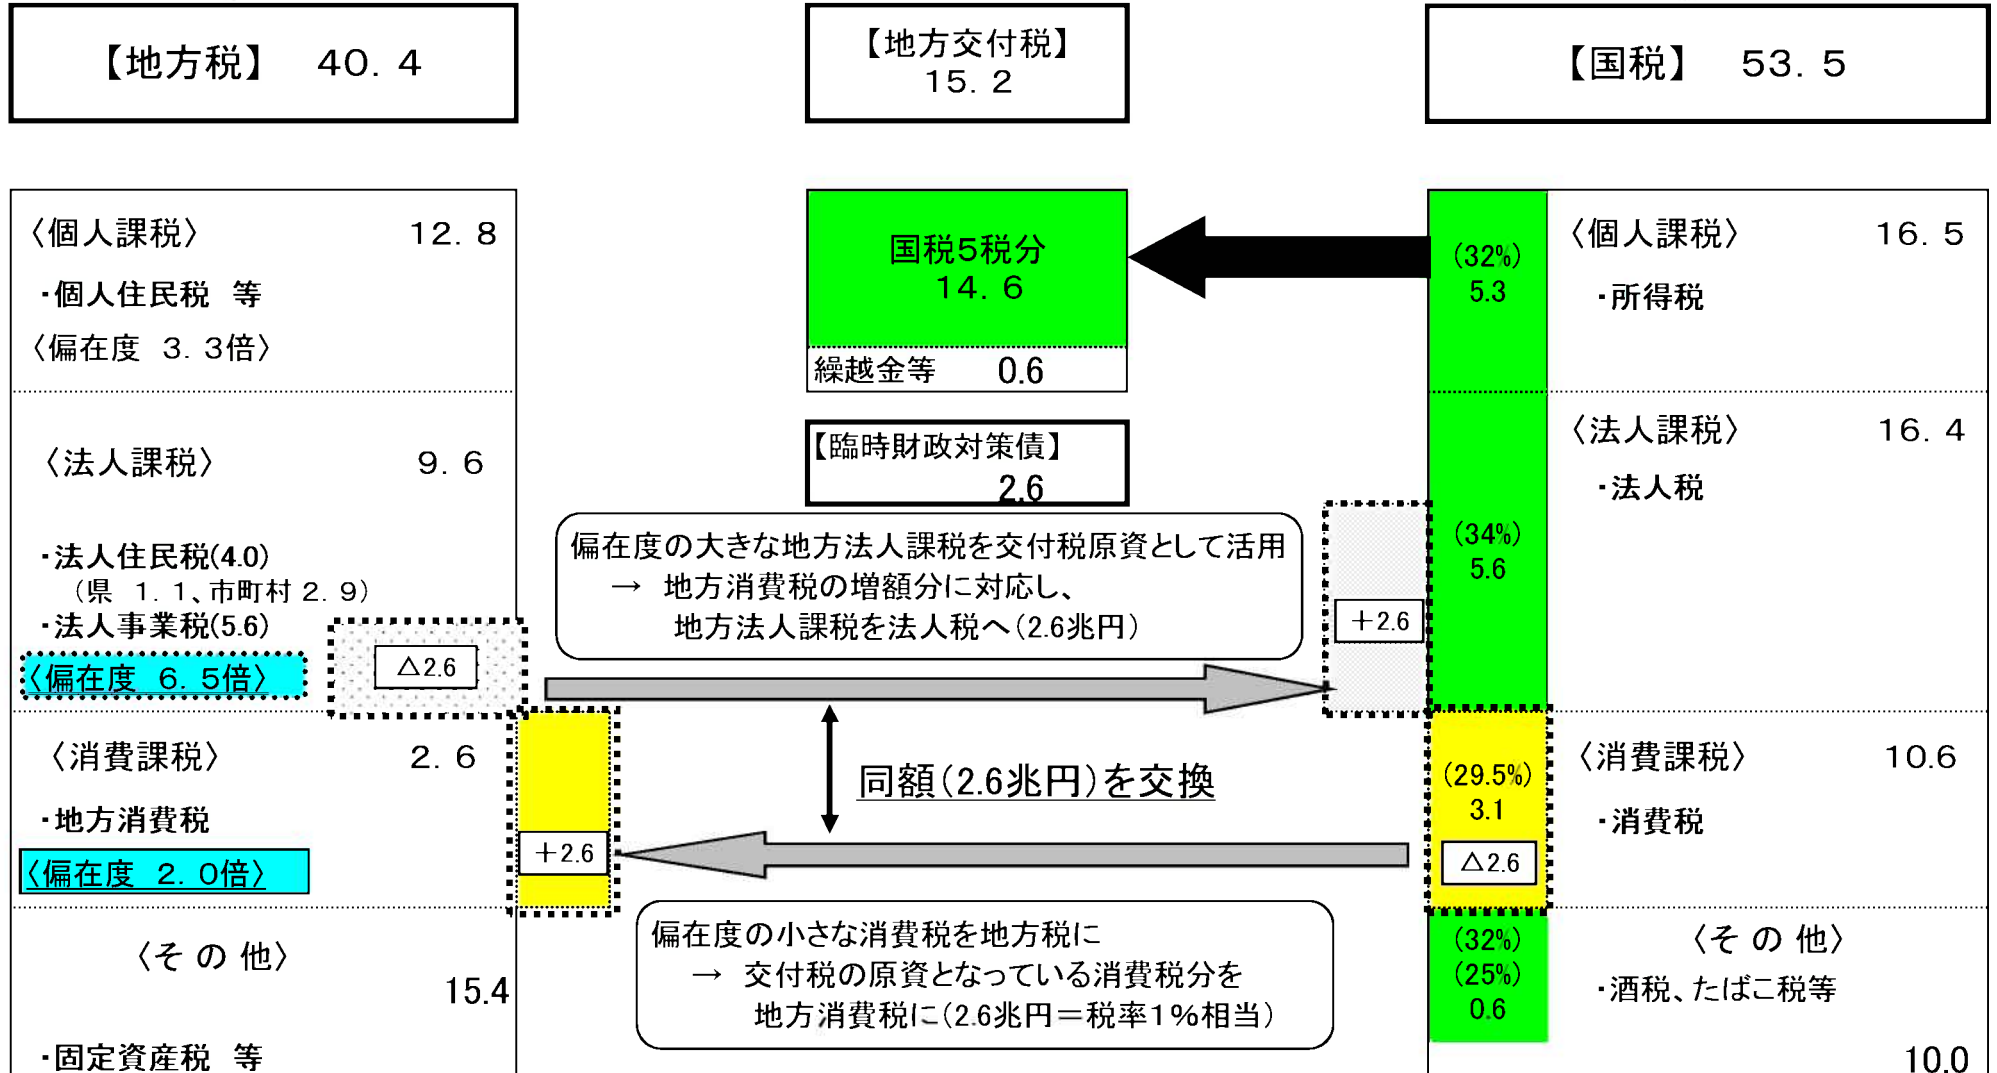 【地方税】 40.4
【地方交付税】
15.2
【国税】 53.5
〈個人課税〉 12.8
・個人住民税 等
〈偏在度 3.3倍〉
〈法人課税〉 9.6
・法人住民税(4.0)
(県 1.1、市町村2.9)
・法人事業税(5.6)
〈偏在度 6.5倍〉
△2.6
〈消費課税〉 2.6
・地方消費税
〈偏在度 2.0倍〉
+2.6
〈その他〉
15.4
・固定資産税 等
国税5税分
14.6
繰越金等 0.6
【臨時財政対策債】
2.6
偏在度の大きな地方法人課税を交付税原資として活用
→ 地方消費税の増額分に対応し、
地方法人課税を法人税へ(2.6兆円)
同額(2.6兆円)を交換
偏在度の小さな消費税を地方税に
→ 交付税の原資となっている消費税分を
地方消費税に(2.6兆円=税率1%相当)
+2.6
(32%)
5.3
(34%)
5.6
(29.5%)
3.1
△2.6
(32%)
(25%)
0.6
〈個人課税〉 16.5
・所得税
〈法人課税〉 16.4
・法人税
〈消費課税〉 10.6
・消費税
〈その他〉
・酒税、たばこ税等
10.0